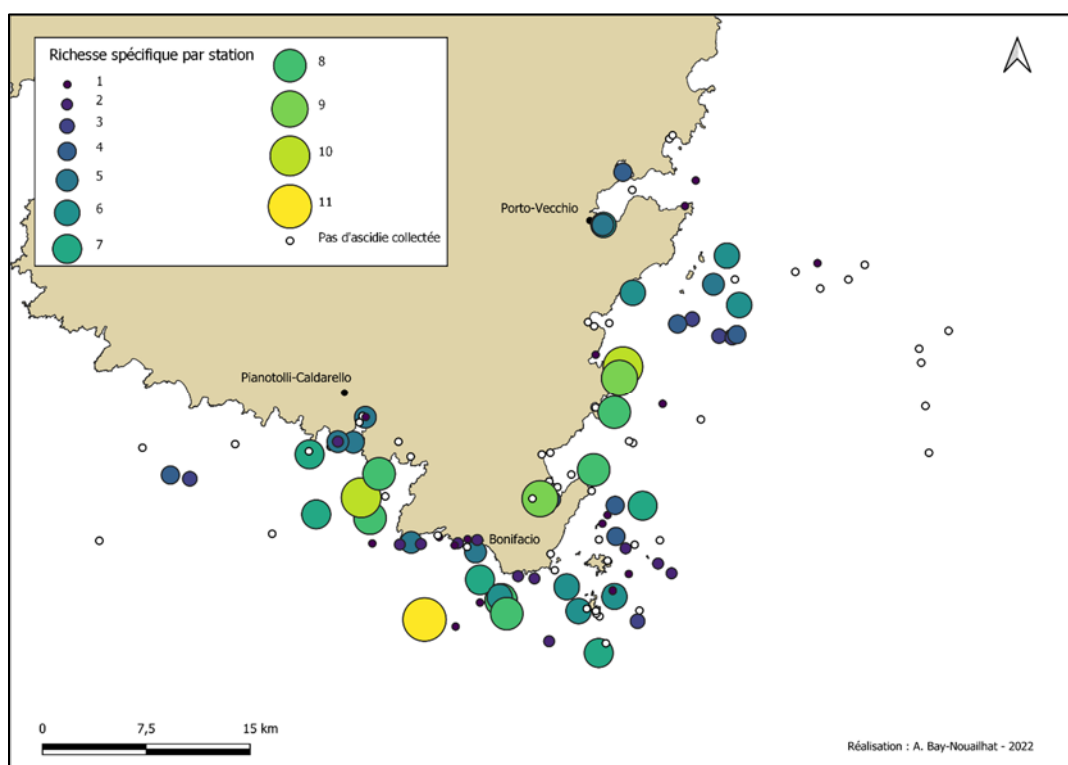 Richesse spécifique par station
1
2
3
4
5
6
7
8
9
10
11
Pas d'ascidie collectée
Porto-Vecchio
Pianotolli-Caldarello
Bonifacio
0 7,5 15 km
Réalisation : A. Bay-Nouailhat - 2022